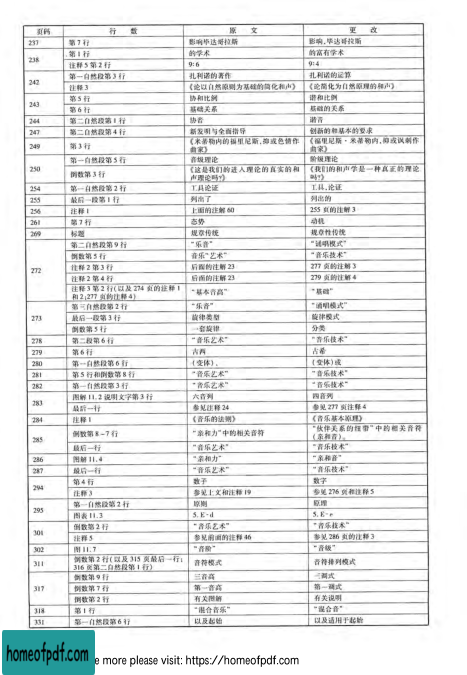 页码 行 数 原 文 更 改
237 第7行 影响毕达哥拉斯 影响,毕达哥拉斯
238 第1行 的学术 的富有学术
注释5第2行 9:6 9:4
242 第一自然段第3行 扎利诺的著作 扎利诺的运算
注释3 《论以自然原则为基础的简化和声》 《论简化为自然原理的和声》
243 第5行 协和比例 谐和比例
第6行 基础关系 基础的关系
244 第二自然段第1行 协音 谐音
247 第二自然段第4行 新发明与全面指导 创新的和基本的要求
249 第3行 《米蒂勒内的福里尼斯,抑或色情作曲家》 《福里尼斯·米蒂勒内,抑或讽刺作曲家》
250 第一自然段第5行 音级理论 阶级理论
倒数第3行 《这是我们的进入理论的真实的和声理论吗?》 《我们的和声学是一种真正的理论吗?》
254 第一自然段第2行 工具论证 工具,论证
255 最后一段第1行 列出了 列出的
256 注释1 上面的注解60 255页的注解3
261 第7行 态势 动机
269 标题 规章传统 规章性传统
272 第二自然段第9行 “乐音” “诵唱模式”
倒数第5行 音乐“艺术” “音乐技术”
注释2第3行 后面的注解23 277页的注解3
注释2第4行 后面的注解23 279页的注解4
注释3第2行(以及274页的注释1和2;277页的注释4) “基本音高” “基础”
273 第三自然段第2行 “乐音” “诵唱模式”
最后一段第3行 旋律类型 旋律模式
倒数第5行 一套旋律 分类
278 第二段第6行 “音乐艺术” “音乐技术”
279 第6行 古西 古希
280 第一自然段第6行 (变体)、 (变体)或
281 第5行和倒数第8行 “音乐艺术” “音乐技术”
282 第一自然段第3行 “音乐艺术” “音乐技术”
283 图解11.2说明文字第3行 六音列 四音列
最后一行 参见注释24 参见277页注释4
284 注释1 《音乐的法则》 《音乐基本原理》
285 倒数第8-7行 “亲和力”中的相关音符 “伙伴关系的纽带”中的相关音符(亲和音)。
最后一行 “音乐艺术” “音乐技术”
286 图解11.4 “亲和力” “亲和音”
287 最后一行 “音乐艺术” “音乐技术”
294 第4行 数于 数字
注释3 参见上文和注释19 参见276页和注释5
295 第一自然段第2行 原则 原理
图表11.3 5.E-d 5.E-e
301 倒数第2行 “音乐艺术” “音乐技术”
注释5 参见前面的注释46 参见286页的注释3
302 图11.7 “音阶” “音级”
311 倒数第2行(以及315页最后一行;316页第二自然段第1行) 音符模式 音符排列模式
317 倒数第9行 三音高 三调式
倒数第7行 第一音高 第一调式
倒数第2行 有关图解 有关说明
318 第1行 “混合音乐” “混合音”
331 第一自然段第6行 以及起始 以及适用于起始
homeofpdf.com
e more please visit: https://homeofpdf.com